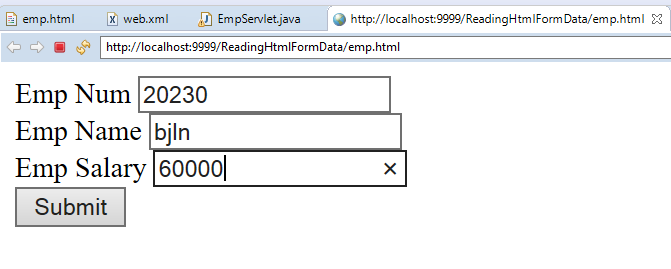 emp.html web.xml EmpServlet.java http://localhost:9999/ReadingHtmlFormData/emp.html
http://localhost:9999/ReadingHtmlFormData/emp.html
Emp Num 20230
Emp Name bjln
Emp Salary 60000 ×
Submit